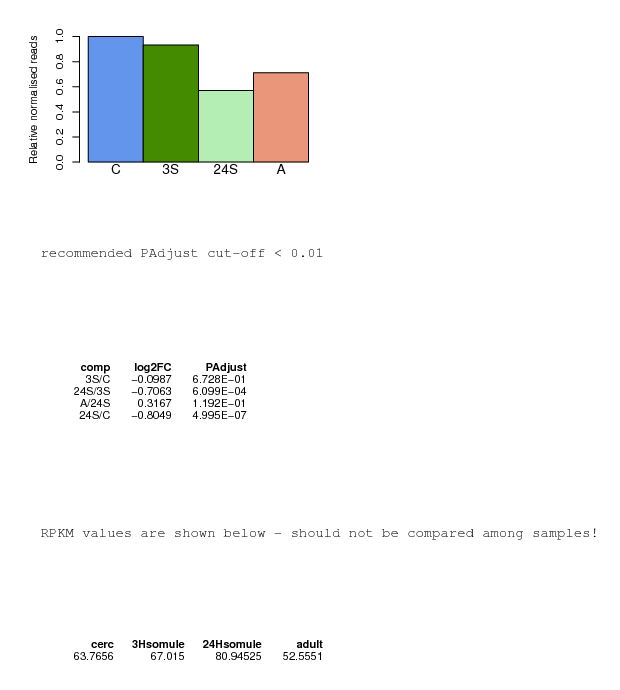 Relative normalised reads
1.0
0.8
0.6
0.4
0.2
0.0
C 3S 24S A
recommended PAdjust cut-off < 0.01
comp log2FC PAdjust
3S/C −0.0987 6.728E−01
24S/3S −0.7063 6.099E−04
A/24S 0.3167 1.192E−01
24S/C −0.8049 4.995E−07
RPKM values are shown below - should not be compared among samples!
cerc 3Hsomule 24Hsomule adult
63.7656 67.015 80.94525 52.5551